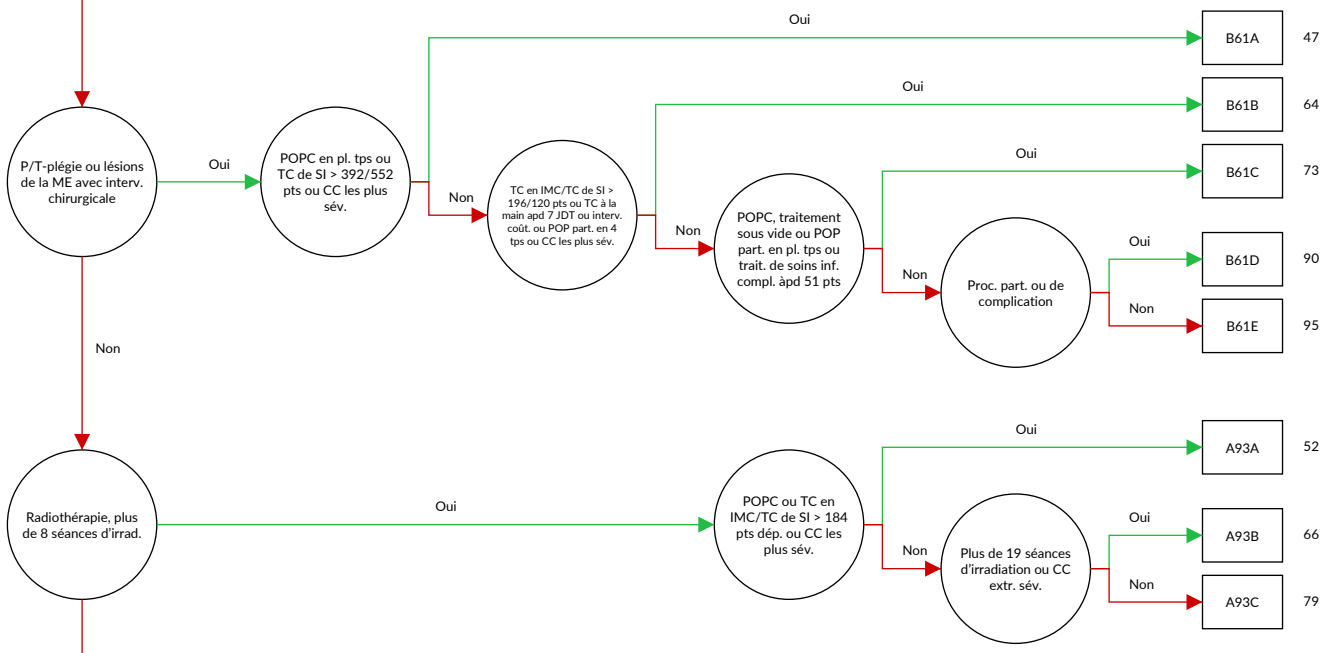 Oui
B61A
47
Oui
B61B
64
P/T-plégie ou lésions
de la ME avec interv.
chirurgicale
Oui
POPC en pl. tps ou
TC de SI > 392/552
pts ou CC les plus
sév.
Non
TC en IMC/TC de SI >
196/120 pts ou TC à la
main apd 7 JDT ou interv.
coût. ou POP part. en 4
tps ou CC les plus sév.
Non
POPC, traitement
sous vide ou POP
part. en pl. tps ou
trait. de soins inf.
compl. àpd 51 pts
Oui
B61C
73
Non
Proc. part. ou de
complication
Oui
B61D
90
Non
B61E
95
Non
Radiothérapie, plus
de 8 séances d'irrad.
Oui
POPC ou TC en
IMC/TC de SI > 184
pts dép. ou CC les
plus sév.
Oui
A93A
52
Non
Plus de 19 séances
d'irradiation ou CC
extr. sév.
Oui
A93B
66
Non
A93C
79